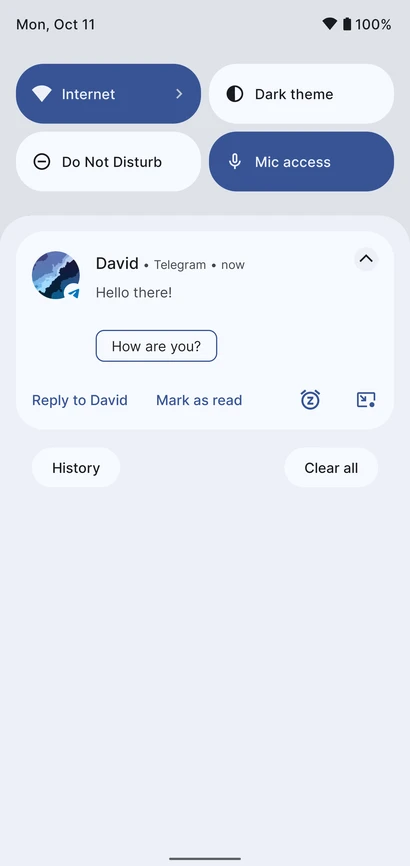 Mon, Oct 11 100%
Internet Dark theme
Do Not Disturb Mic access
David • Telegram • now
Hello there!
How are you?
Reply to David Mark as read
History Clear all